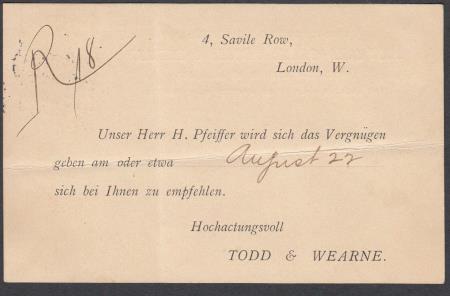 R/18.
4, Savile Row,
London, W.
Unser Herr H. Pfeiffer wird sich das Vergnügen
geben am oder etwa August 22
sich bei Ihnen zu empfehlen.
Hochactungsvoll
TODD & WEARNE.